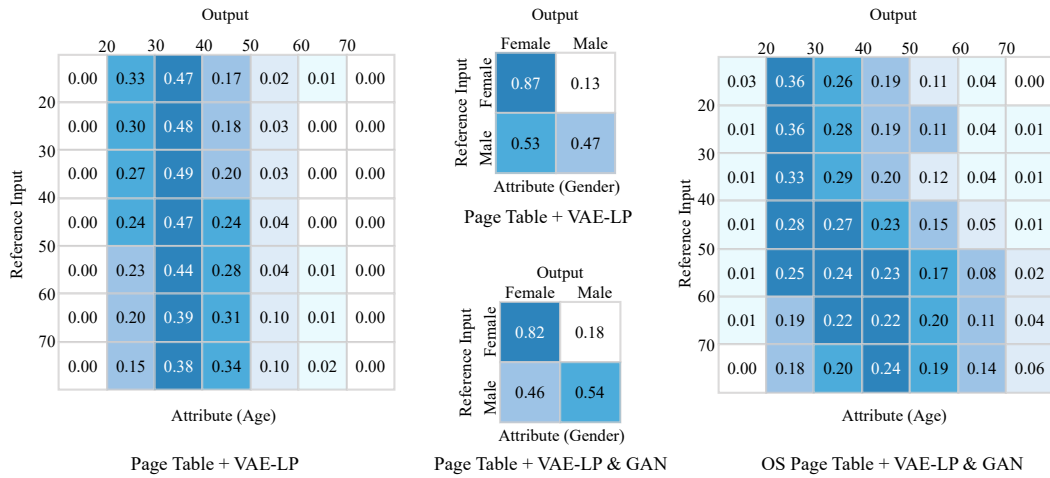 Output
20 30 40 50 60 70
0.00 0.33 0.47 0.17 0.02 0.01 0.00
20
0.00 0.30 0.48 0.18 0.03 0.00 0.00
30
0.00 0.27 0.49 0.20 0.03 0.00 0.00
40
0.00 0.24 0.47 0.24 0.04 0.00 0.00
50
0.00 0.23 0.44 0.28 0.04 0.01 0.00
60
0.00 0.20 0.39 0.31 0.10 0.01 0.00
70
0.00 0.15 0.38 0.34 0.10 0.02 0.00
Reference Input
Attribute (Age)
Page Table + VAE-LP
Output
Female Male
Reference Input
Female
0.87 0.13
Male
0.53 0.47
Attribute (Gender)
Page Table + VAE-LP
Output
Female Male
Reference Input
Female
0.82 0.18
Male
0.46 0.54
Attribute (Gender)
Page Table + VAE-LP & GAN
Output
20 30 40 50 60 70
0.03 0.36 0.26 0.19 0.11 0.04 0.00
20
0.01 0.36 0.28 0.19 0.11 0.04 0.01
30
0.01 0.33 0.29 0.20 0.12 0.04 0.01
40
0.01 0.28 0.27 0.23 0.15 0.05 0.01
50
0.01 0.25 0.24 0.23 0.17 0.08 0.02
60
0.01 0.19 0.22 0.22 0.20 0.11 0.04
70
0.00 0.18 0.20 0.24 0.19 0.14 0.06
Reference Input
Attribute (Age)
OS Page Table + VAE-LP & GAN